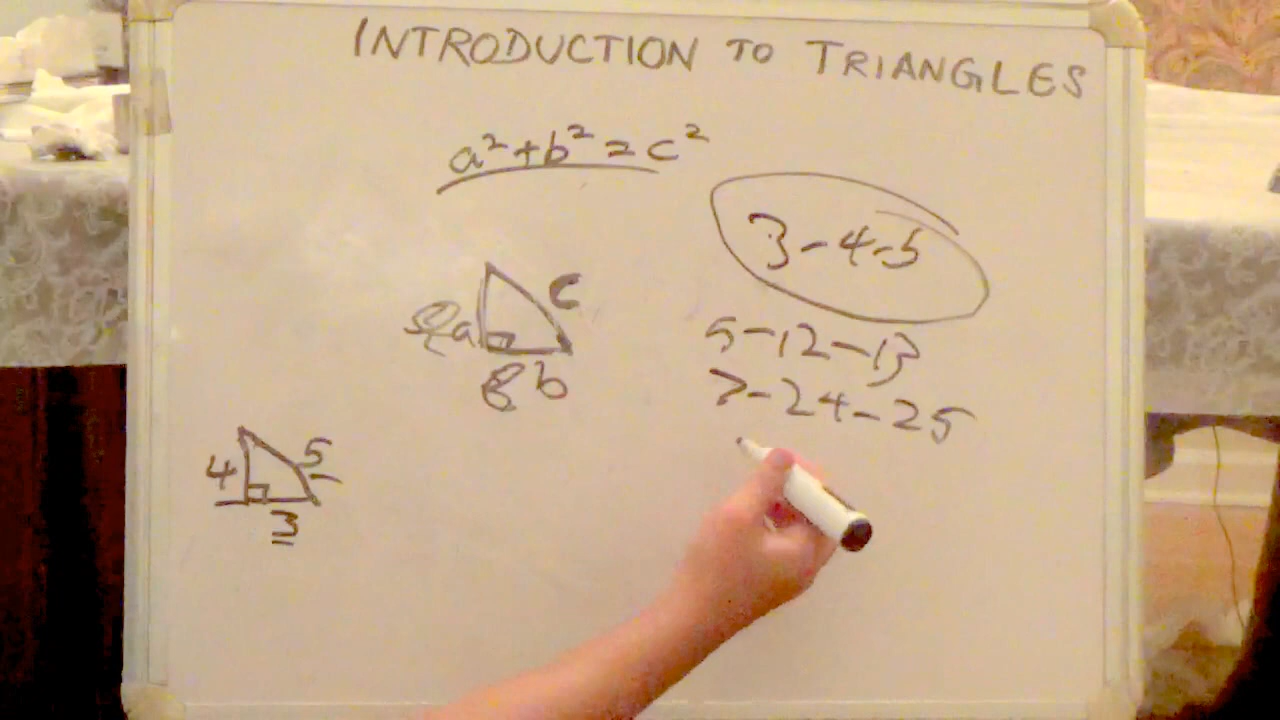 INTRODUCTION TO TRIANGLES
a²+b²=c²
3-4-5
c
a
b
5-12-13
7-24-25
4
5
3